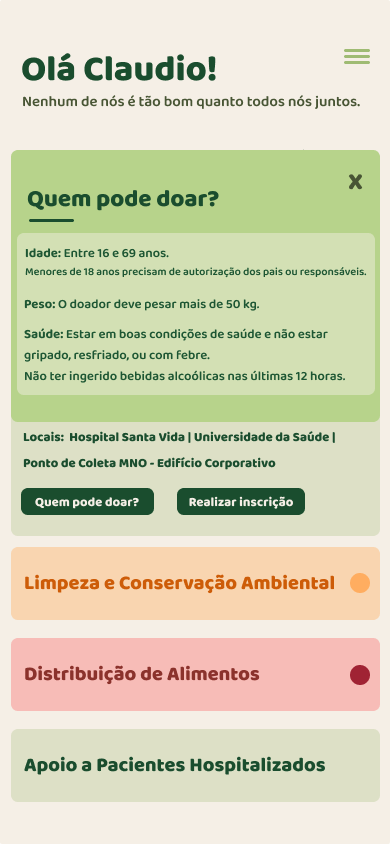 Olá Claudio!
Nenhum de nós é tão bom quanto todos nós juntos.
x
Quem pode doar?
Idade: Entre 16 e 69 anos.
Menores de 18 anos precisam de autorização dos pais ou responsáveis.
Peso: O doador deve pesar mais de 50 kg.
Saúde: Estar em boas condições de saúde e não estar
gripado, resfriado, ou com febre.
Não ter ingerido bebidas alcoólicas nas últimas 12 horas.
Locais: Hospital Santa Vida | Universidade da Saúde |
Ponto de Coleta MNO - Edifício Corporativo
Quem pode doar? Realizar inscrição
Limpeza e Conservação Ambiental
Distribuição de Alimentos
Apoio a Pacientes Hospitalizados